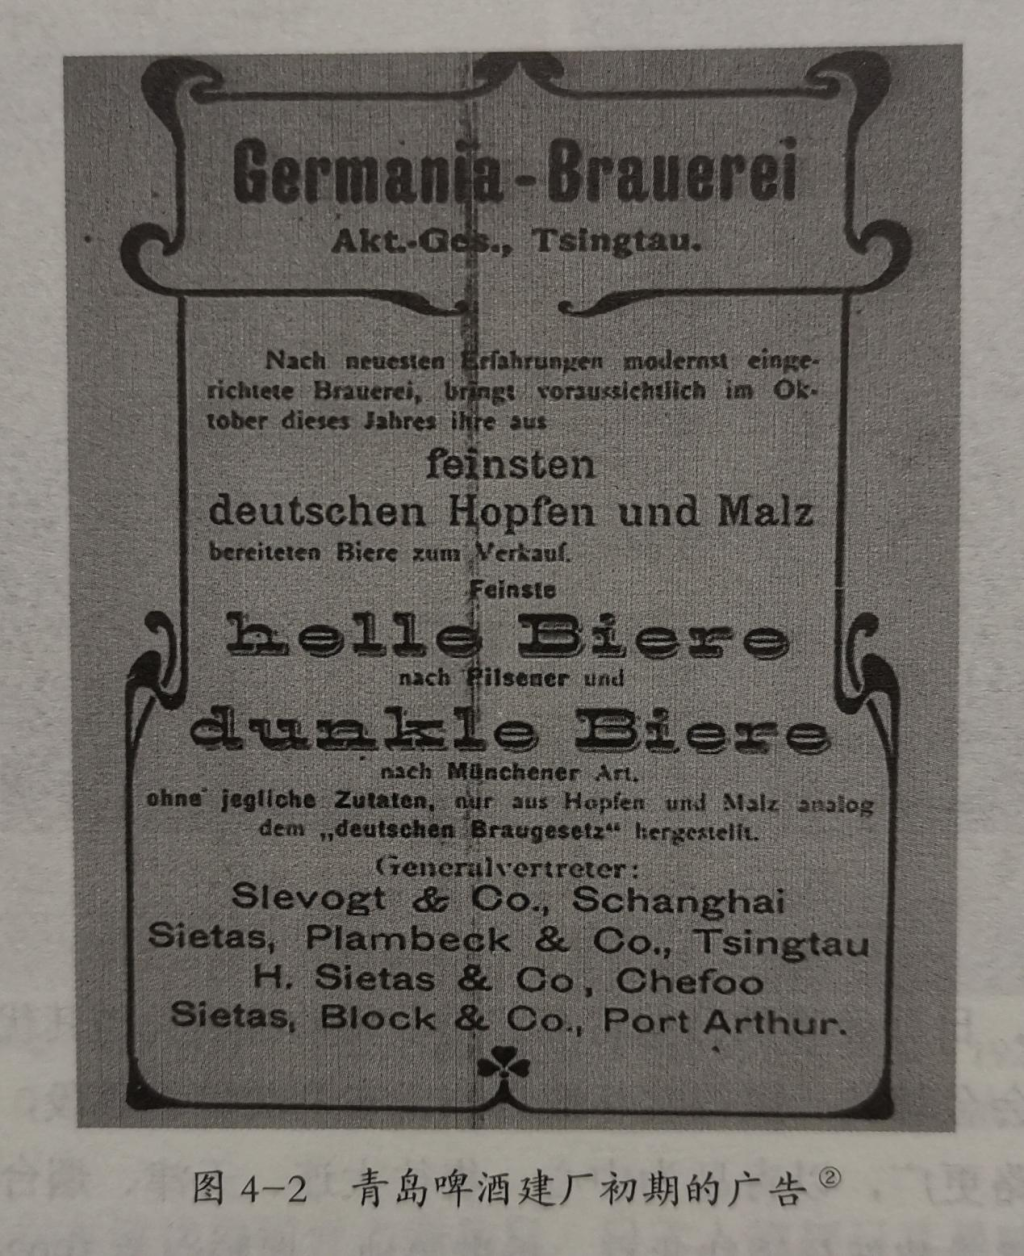 Germania-Brauerei
Akt.-Ges., Tsingtau.
Nach neuesten Erfahrungen modernst einge-
richtete Brauerei, bringt voraussichtlich im Ok-
tober dieses Jahres ihre aus
feinsten
deutschen Hopfen und Malz
bereiteten Biere zum Verkauf.
Feinste
helle Biere
nach Pilsener und
dunkle Biere
nach Münchener Art.
ohne jegliche Zutaten, nur aus Hopfen und Malz analog
dem „deutschen Braugesetz“ hergestellt.
Generalvertreter:
Slevogt & Co., Schanghai
Sietas, Plambeck & Co., Tsingtau
H. Sietas & Co, Chefoo
Sietas, Block & Co., Port Arthur.
图 4-2 青岛啤酒建厂初期的广告②